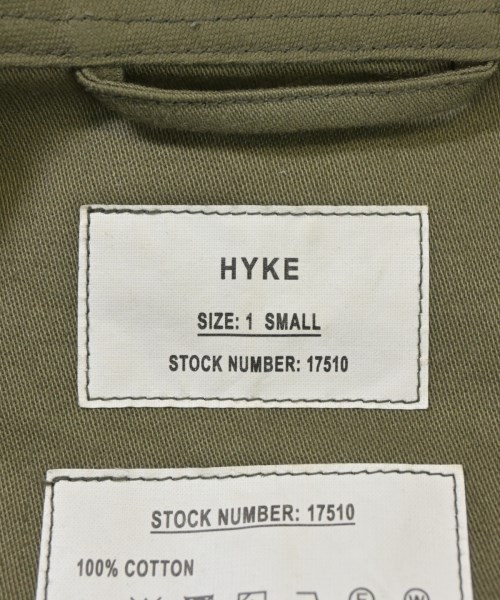 HYKE
SIZE: 1 SMALL
STOCK NUMBER: 17510
STOCK NUMBER: 17510
100% COTTON